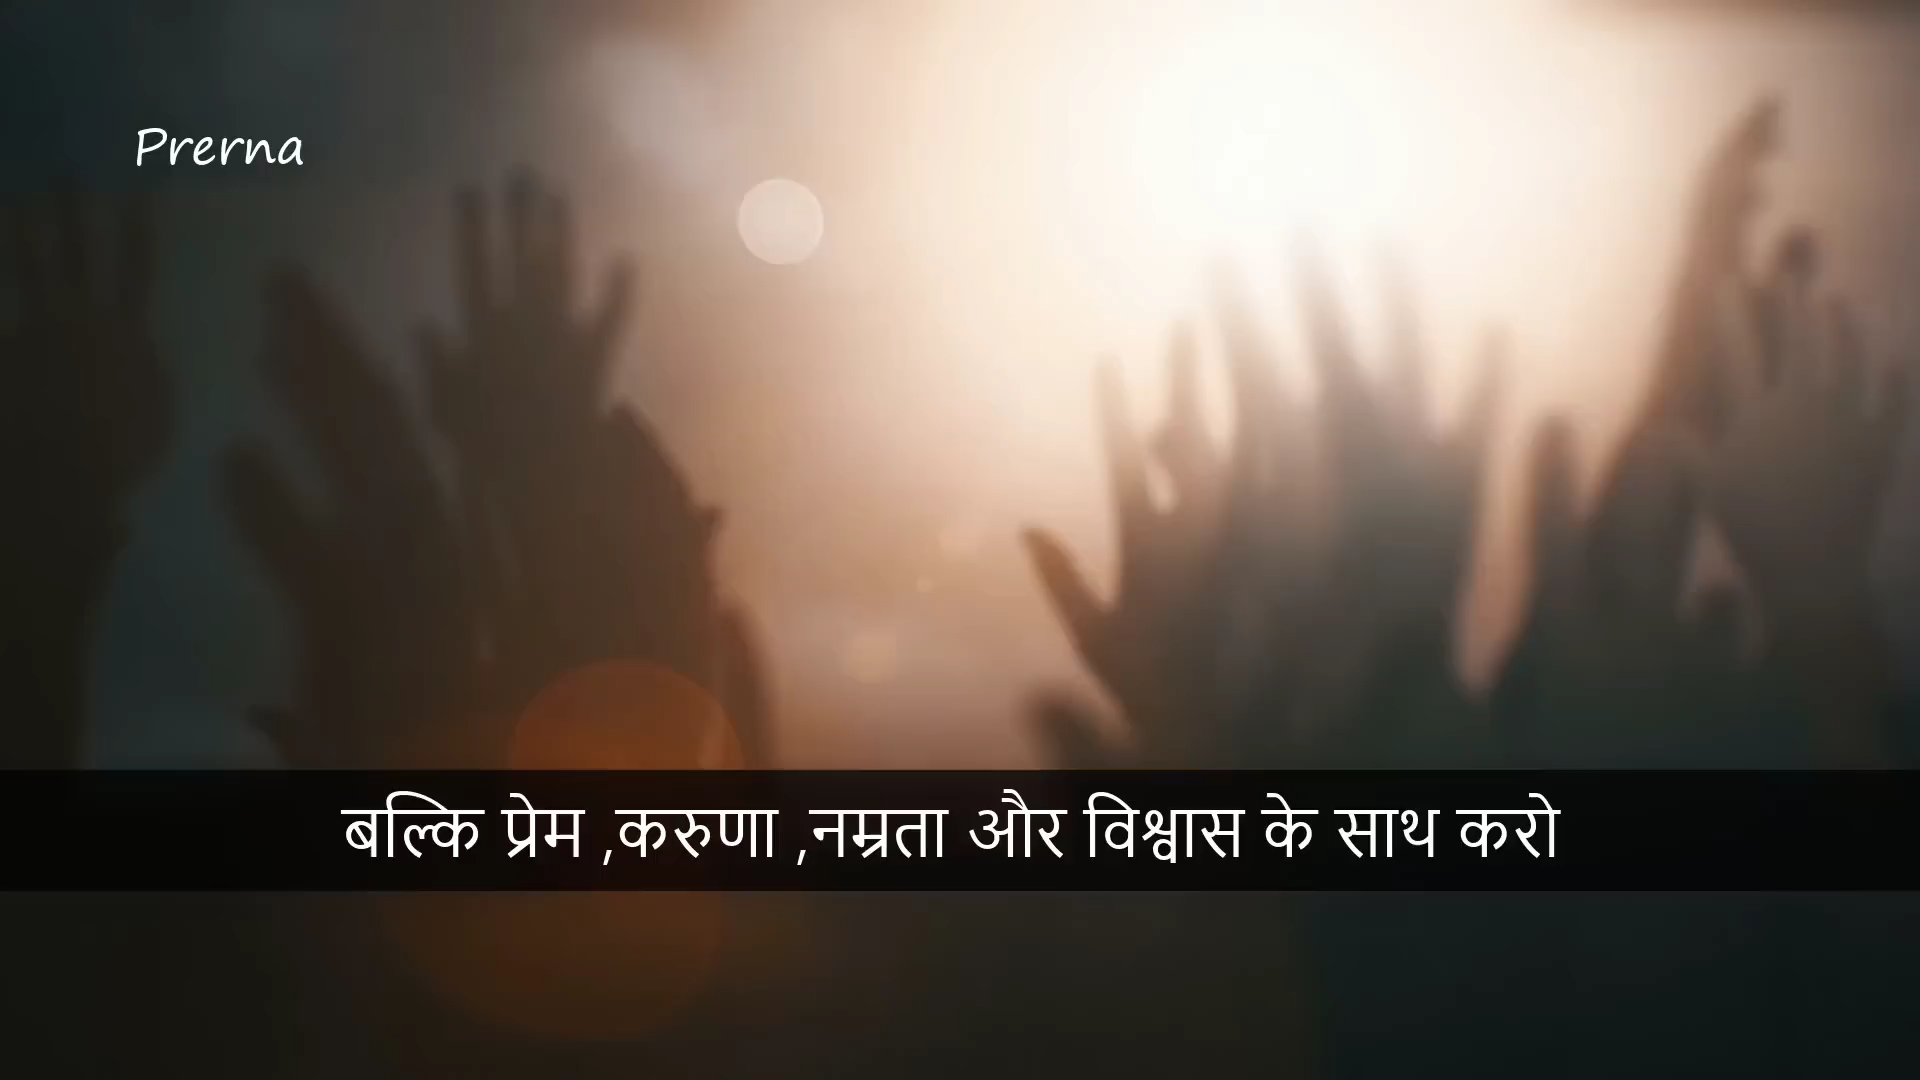 Prerna
बल्कि प्रेम ,करुणा ,नम्रता और विश्वास के साथ करो